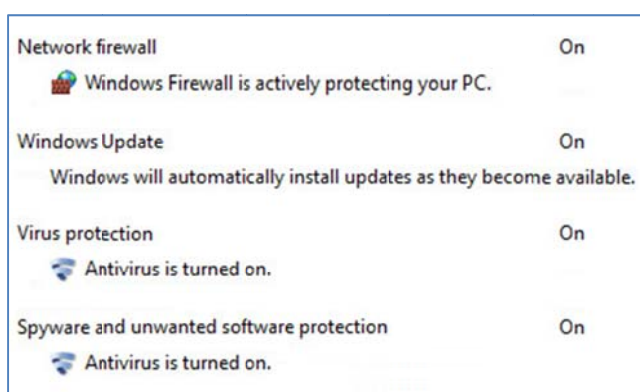 Network firewall On
Windows Firewall is actively protecting your PC.
Windows Update On
Windows will automatically install updates as they become available.
Virus protection On
Antivirus is turned on.
Spyware and unwanted software protection On
Antivirus is turned on.